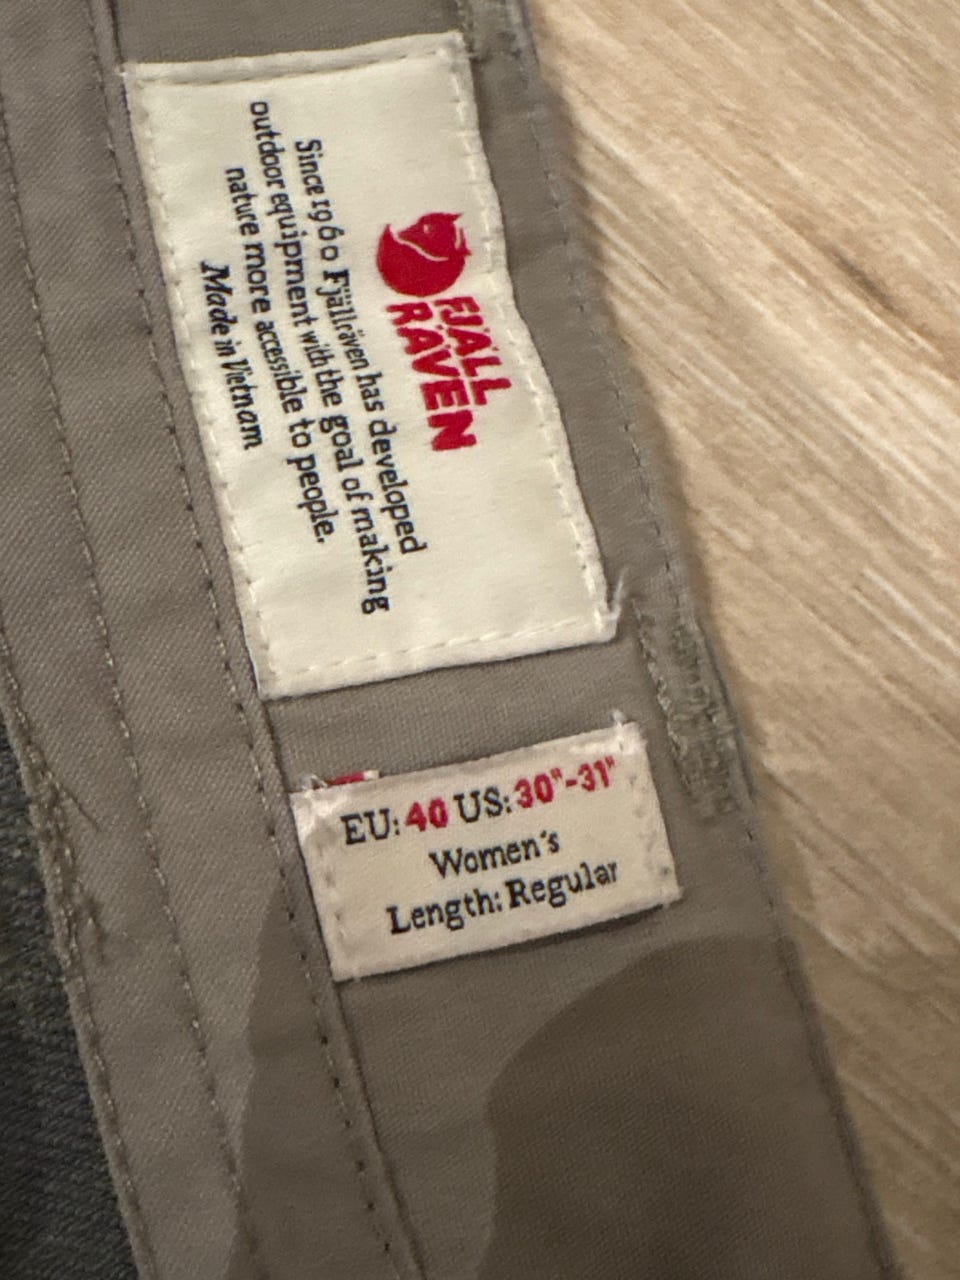 FJÄLL
RÄVEN
Since 1960 Fjällräven has developed
outdoor equipment with the goal of making
nature more accessible to people.
Made in Vietnam
EU: 40 US: 30"-31"
Women's
Length: Regular